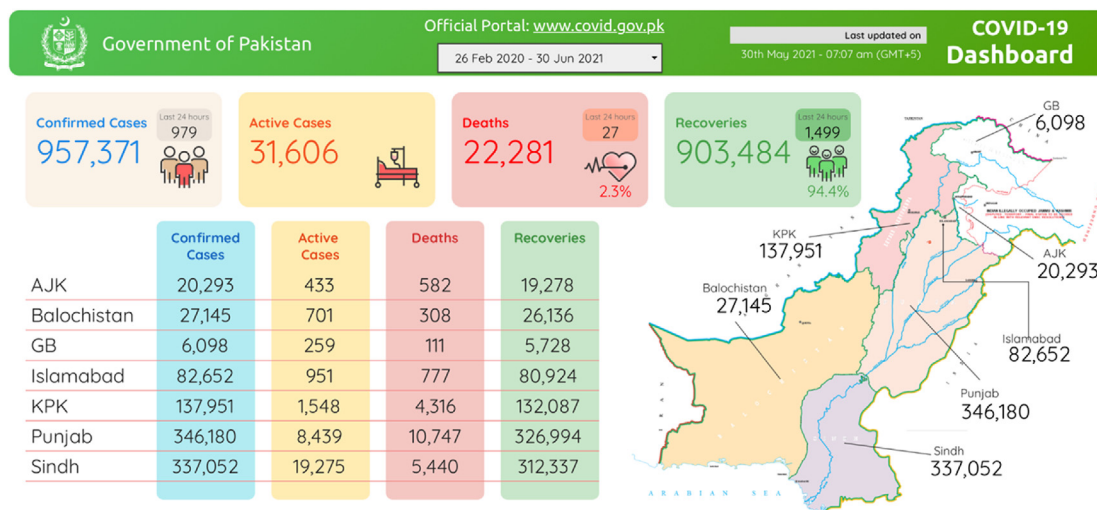 Government of Pakistan
Official Portal: www.covid.gov.pk
26 Feb 2020 - 30 Jun 2021
Last updated on
30th May 2021 - 07:07 am (GMT+5)
COVID-19
Dashboard
Confirmed Cases
957,371
Last 24 hours
979
Active Cases
31,606
Deaths
22,281
Last 24 hours
27
2.3%
Recoveries
903,484
Last 24 hours
1,499
94.4%
Confirmed Cases Active Cases Deaths Recoveries
AJK 20,293 433 582 19,278
Balochistan 27,145 701 308 26,136
GB 6,098 259 111 5,728
Islamabad 82,652 951 777 80,924
KPK 137,951 1,548 4,316 132,087
Punjab 346,180 8,439 10,747 326,994
Sindh 337,052 19,275 5,440 312,337
GB
6,098
KPK
137,951
AJK
20,293
Balochistan
27,145
Islamabad
82,652
Punjab
346,180
Sindh
337,052
ARABIAN SEA